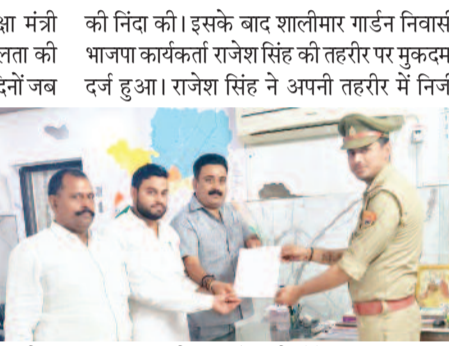 क्षा मंत्री
लता की
दिनों जब
की निंदा की। इसके बाद शालीमार गार्डन निवासी
भाजपा कार्यकर्ता राजेश सिंह की तहरीर पर मुकदम
दर्ज हुआ। राजेश सिंह ने अपनी तहरीर में निजी